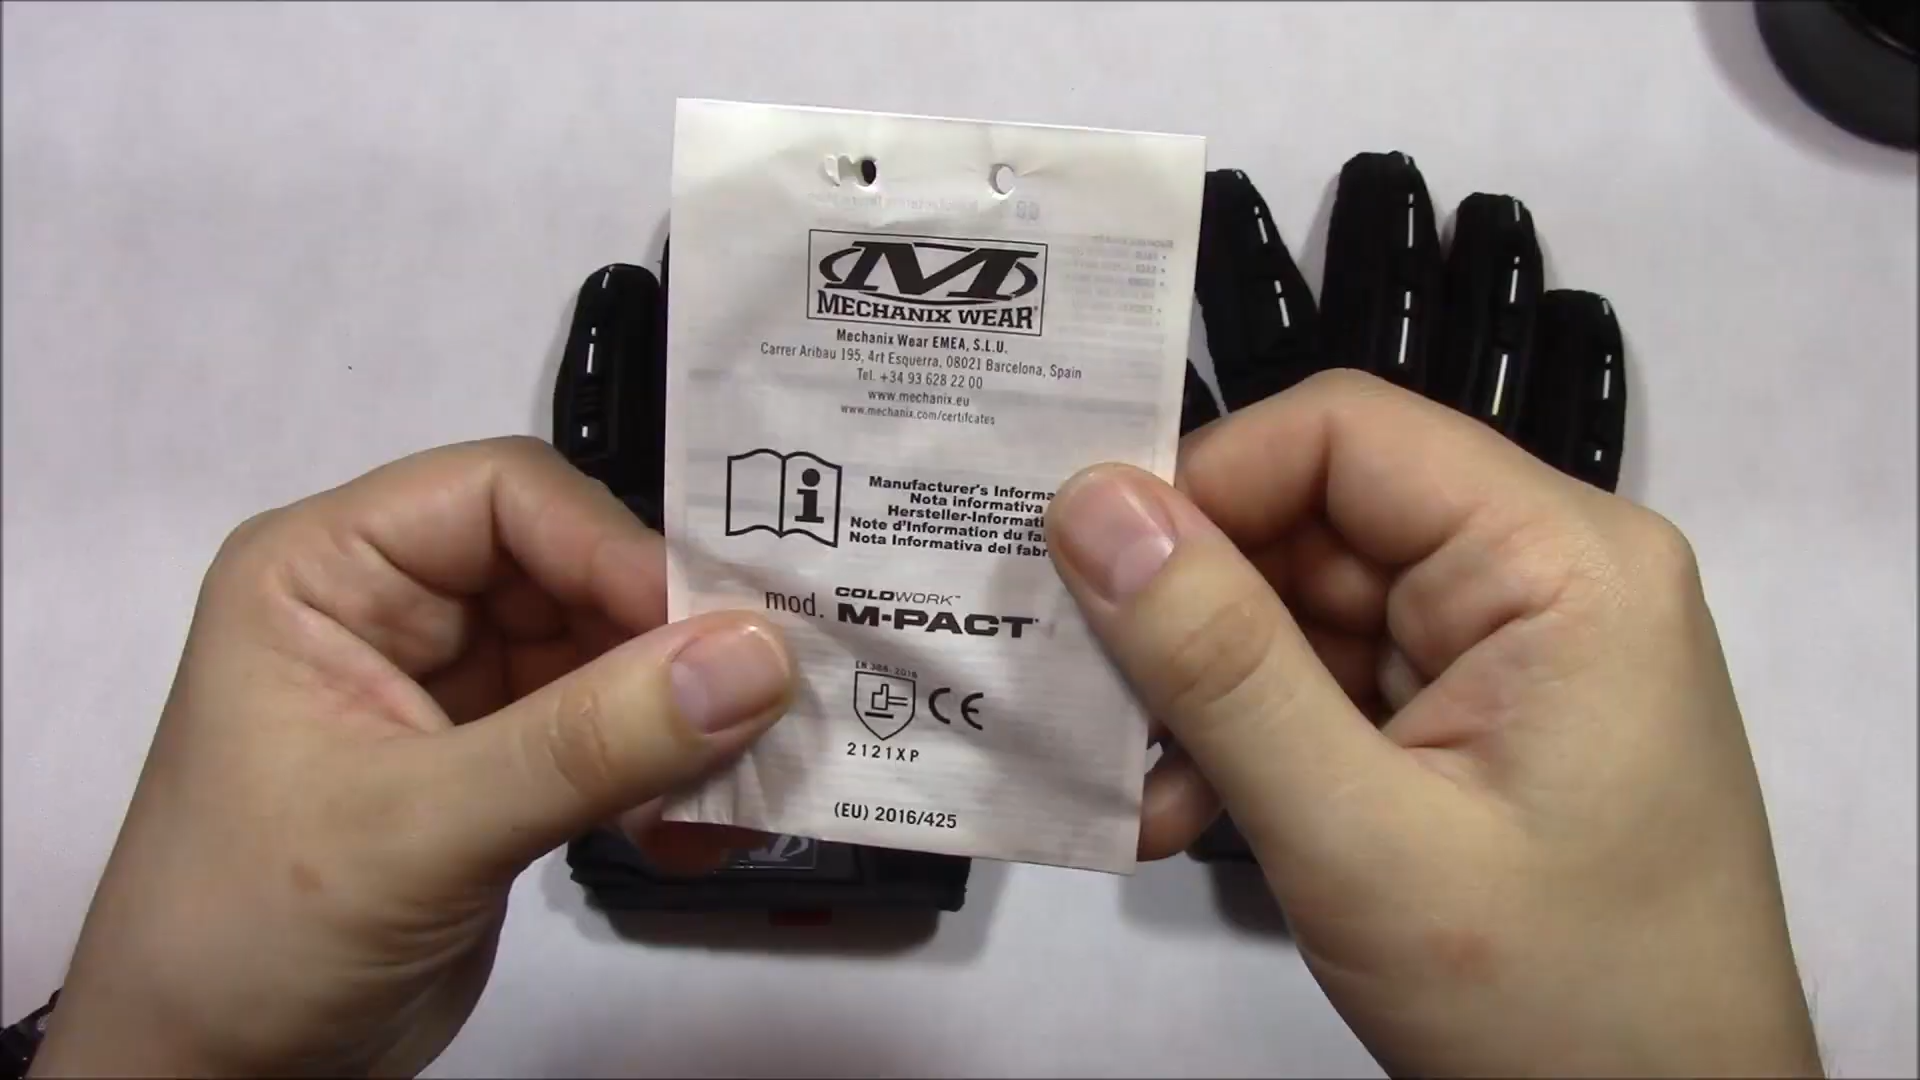 M
MECHANIX WEAR®
Mechanix Wear EMEA, S.L.U.
Carrer Aribau 195, 4rt Esquerra, 08021 Barcelona, Spain
Tel. +34 93 628 22 00
www.mechanix.eu
www.mechanix.com/certifcates
i
Manufacturer's Informa
Nota informativa
Hersteller-Informati
Note d'Information du fa
Nota Informativa del fabr
mod. COLDWORK™
M-PACT®
EN 388:2016
CE
2121XP
(EU) 2016/425